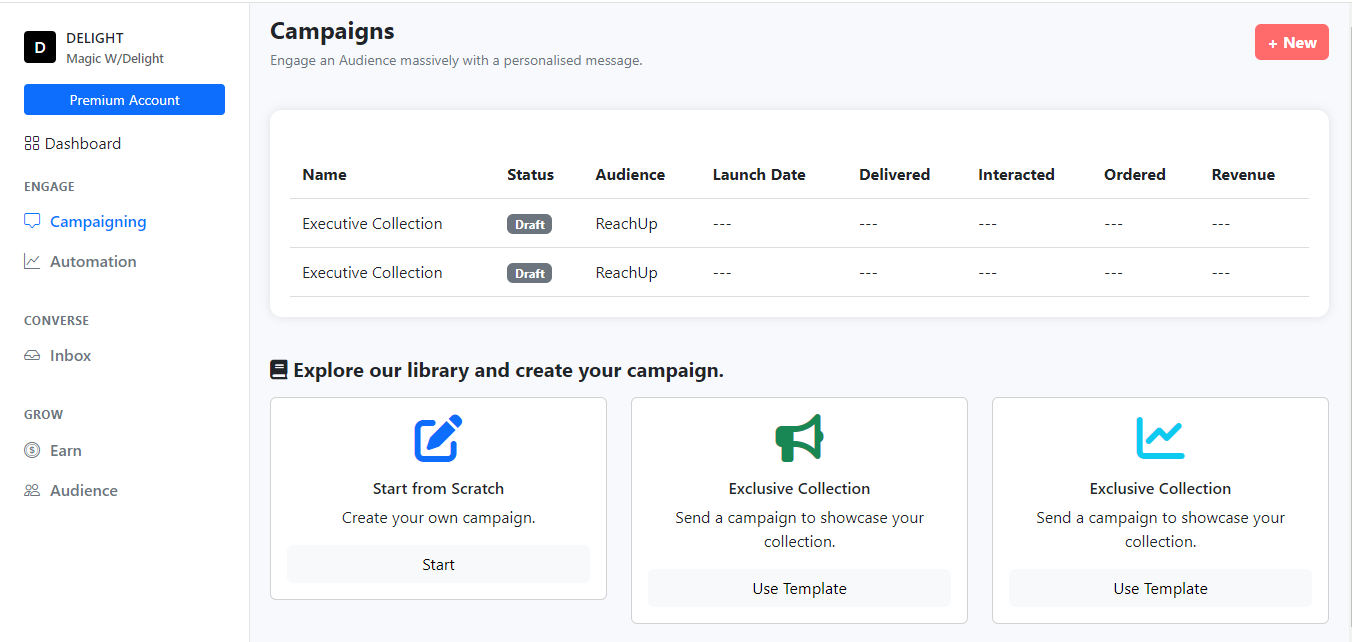 D
DELIGHT
Magic W/Delight
Premium Account
Dashboard
ENGAGE
Campaigning
Automation
CONVERSE
Inbox
GROW
$ Earn
Audience
Campaigns
Engage an Audience massively with a personalised message.
+ New
Name Status Audience Launch Date Delivered Interacted Ordered Revenue
Executive Collection Draft ReachUp --- --- --- --- ---
Executive Collection Draft ReachUp --- --- --- --- ---
Explore our library and create your campaign.
Start from Scratch
Create your own campaign.
Start
Exclusive Collection
Send a campaign to showcase your
collection.
Use Template
Exclusive Collection
Send a campaign to showcase your
collection.
Use Template